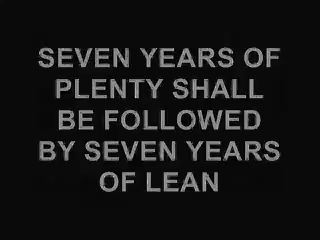 SEVEN YEARS OF
PLENTY SHALL
BE FOLLOWED
BY SEVEN YEARS
OF LEAN